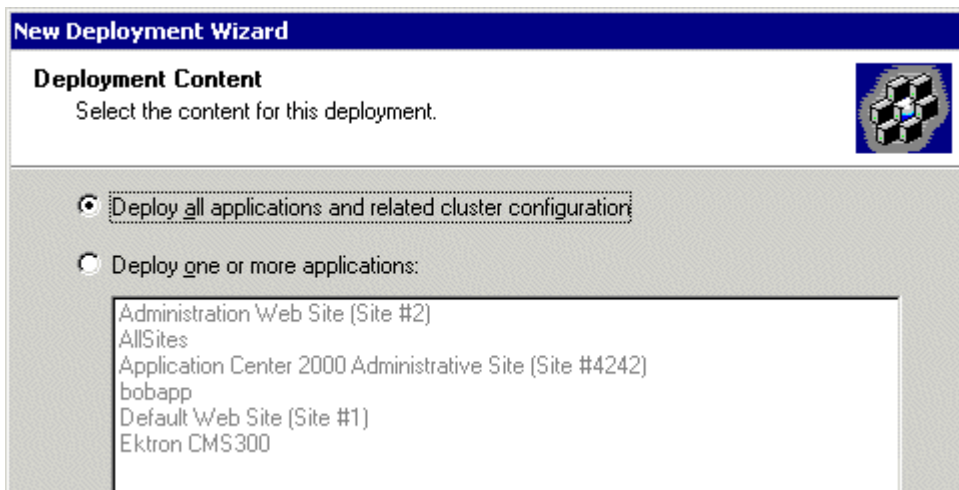 New Deployment Wizard
Deployment Content
Select the content for this deployment.
Deploy all applications and related cluster configuration
Deploy one or more applications:
Administration Web Site (Site #2)
AllSites
Application Center 2000 Administrative Site (Site #4242)
bobapp
Default Web Site (Site #1)
Ektron CMS300